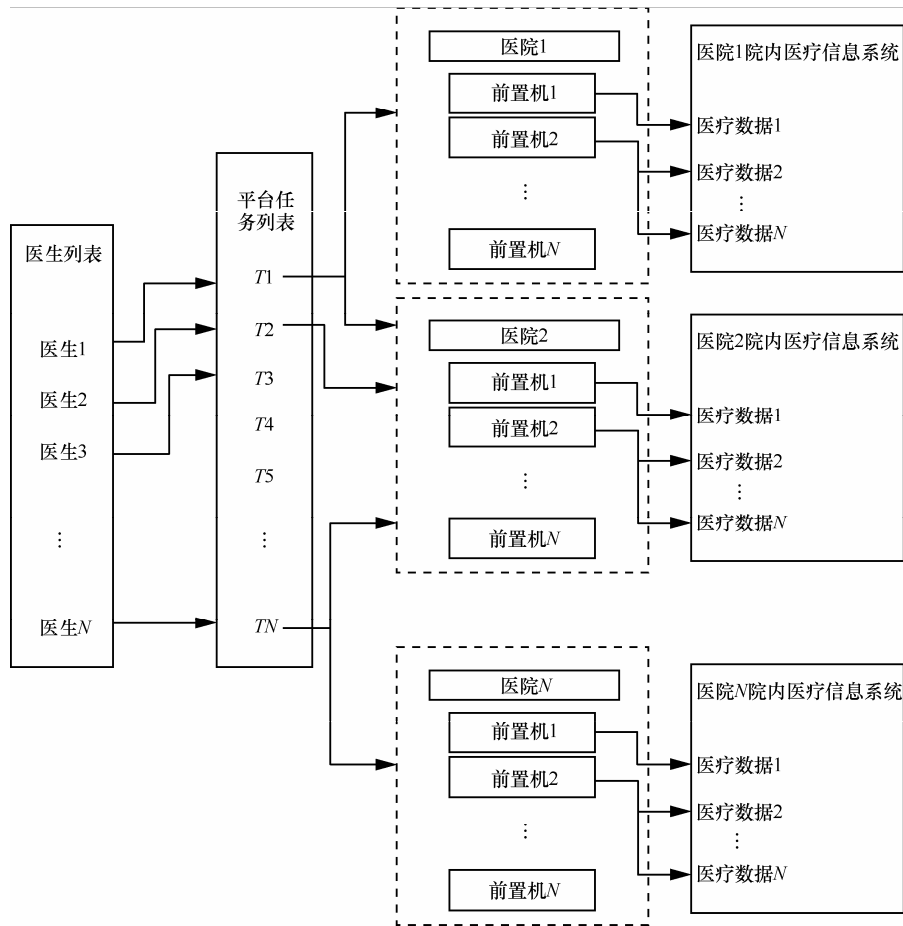 医生列表
医生1
医生2
医生3
⋮
医生N
平台任
务列表
T1
T2
T3
T4
T5
⋮
TN
医院1
前置机1
前置机2
⋮
前置机N
医院1院内医疗信息系统
医疗数据1
医疗数据2
⋮
医疗数据N
医院2
前置机1
前置机2
⋮
前置机N
医院2院内医疗信息系统
医疗数据1
医疗数据2
⋮
医疗数据N
医院N
前置机1
前置机2
⋮
前置机N
医院N院内医疗信息系统
医疗数据1
医疗数据2
⋮
医疗数据N